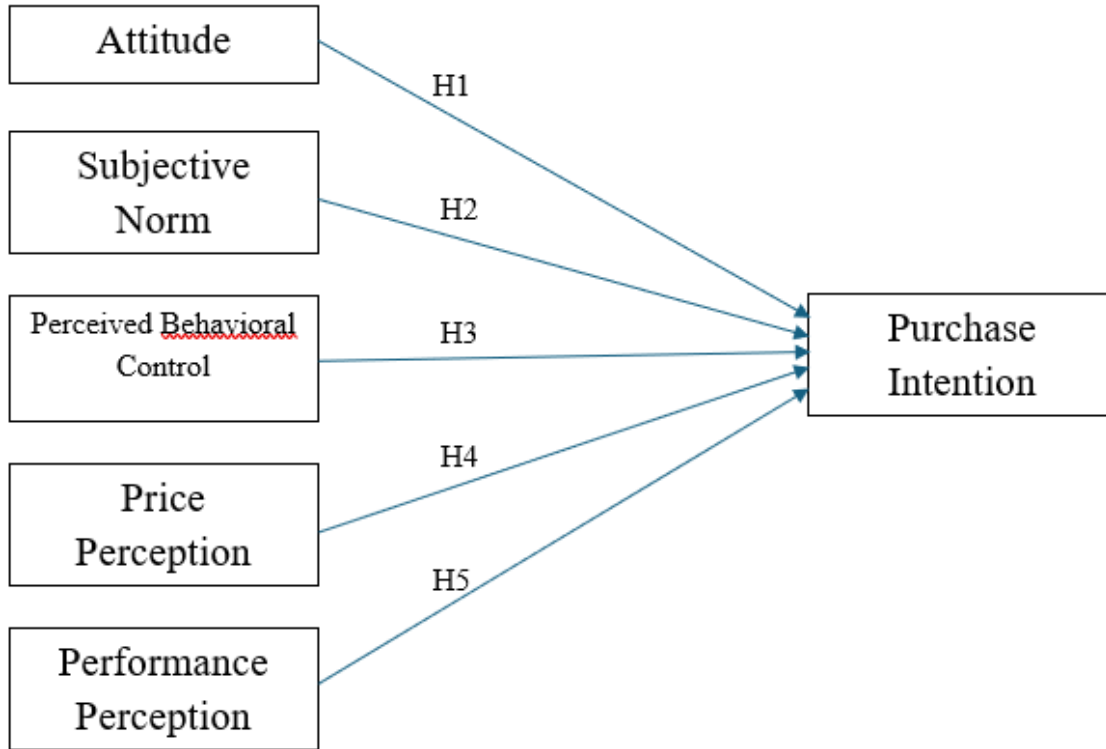 Attitude
H1
Subjective
Norm
H2
Perceived Behavioral
Control
H3
Purchase
Intention
Price
Perception
H4
Performance
Perception
H5